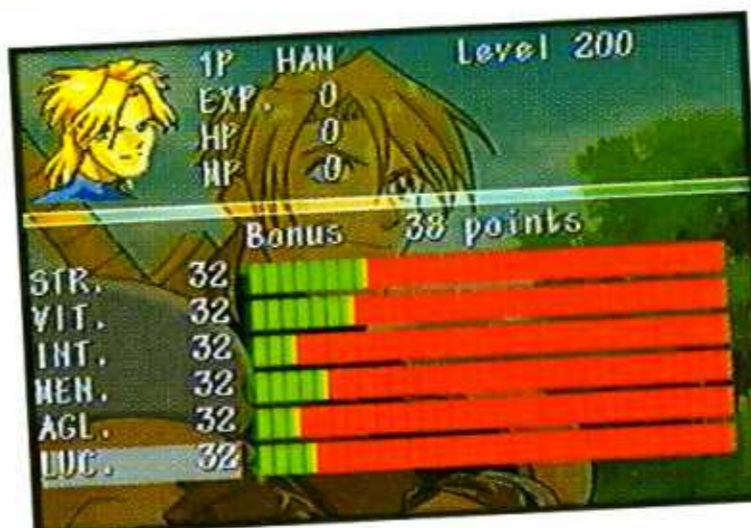 1P HAN Level 200
EXP. 0
HP 0
MP 0
Bonus 38 points
STR. 32
VIT. 32
INT. 32
MEN. 32
AGL. 32
LUC. 32